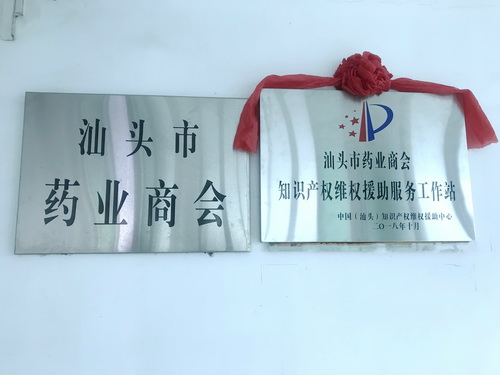 汕头市
药业商会
汕头市药业商会
知识产权维权援助服务工作站
中国（汕头）知识产权维权援助中心
二〇一八年十月